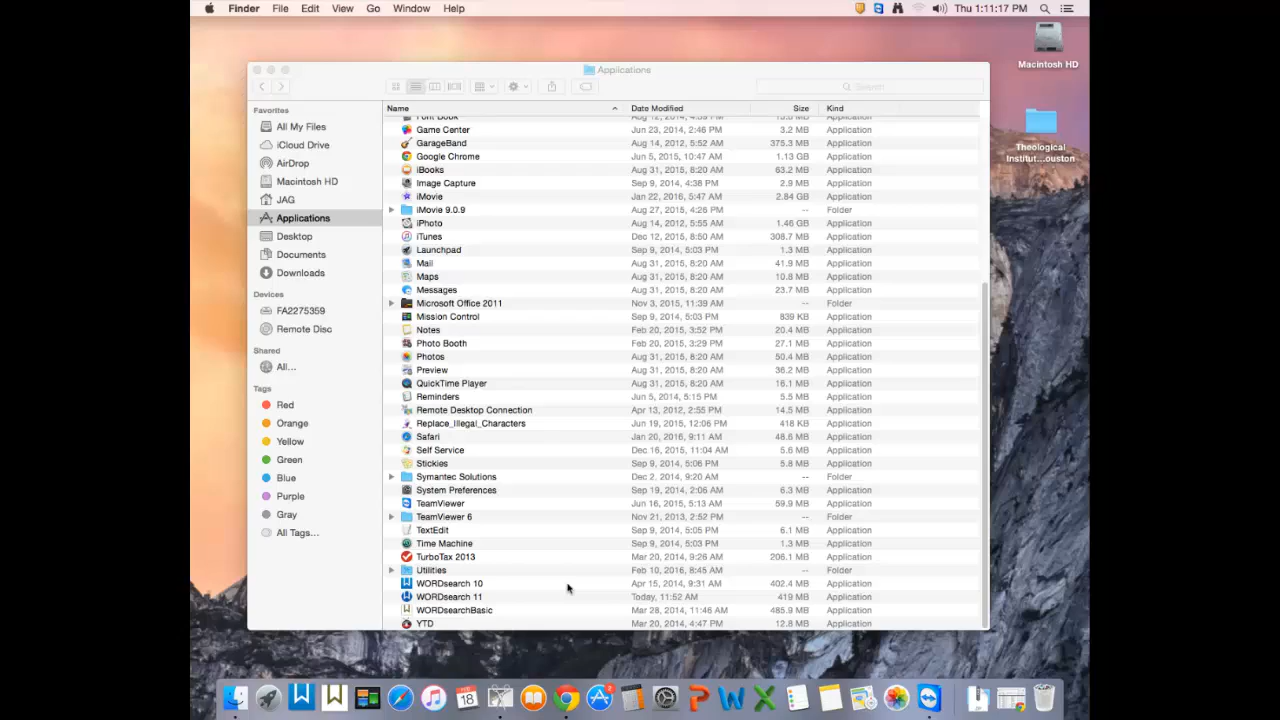 Finder File Edit View Go Window Help Thu 1:11:17 PM
Macintosh HD
Theological
Institut...ouston
Applications
Search
Favorites
All My Files
iCloud Drive
AirDrop
Macintosh HD
JAG
Applications
Desktop
Documents
Downloads
Devices
FA2275359
Remote Disc
Shared
All...
Tags
Red
Orange
Yellow
Green
Blue
Purple
Gray
All Tags...
Name Date Modified Size Kind
Font Book Aug 12, 2014, 4:59 PM Application
Game Center Jun 23, 2014, 2:46 PM 3.2 MB Application
GarageBand Aug 14, 2012, 5:52 AM 375.3 MB Application
Google Chrome Jun 5, 2015, 10:47 AM 1.13 GB Application
iBooks Aug 31, 2015, 8:20 AM 63.2 MB Application
Image Capture Sep 9, 2014, 4:38 PM 2.9 MB Application
iMovie Jan 22, 2016, 5:47 AM 2.84 GB Application
iMovie 9.0.9 Aug 27, 2015, 4:26 PM -- Folder
iPhoto Aug 14, 2012, 5:55 AM 1.46 GB Application
iTunes Dec 12, 2015, 8:50 AM 308.7 MB Application
Launchpad Sep 9, 2014, 5:03 PM 1.3 MB Application
Mail Aug 31, 2015, 8:20 AM 41.9 MB Application
Maps Aug 31, 2015, 8:20 AM 10.8 MB Application
Messages Aug 31, 2015, 8:20 AM 23.7 MB Application
Microsoft Office 2011 Nov 3, 2015, 11:39 AM -- Folder
Mission Control Sep 9, 2014, 5:03 PM 839 KB Application
Notes Feb 20, 2015, 3:52 PM 20.4 MB Application
Photo Booth Feb 20, 2015, 3:29 PM 27.1 MB Application
Photos Aug 31, 2015, 8:20 AM 50.4 MB Application
Preview Aug 31, 2015, 8:20 AM 36.2 MB Application
QuickTime Player Aug 31, 2015, 8:20 AM 16.1 MB Application
Reminders Jun 5, 2014, 5:15 PM 5.5 MB Application
Remote Desktop Connection Apr 13, 2012, 2:55 PM 14.5 MB Application
Replace_Illegal_Characters Jun 19, 2015, 12:06 PM 418 KB Application
Safari Jan 20, 2016, 9:11 AM 48.6 MB Application
Self Service Dec 16, 2015, 11:04 AM 5.6 MB Application
Stickies Sep 9, 2014, 5:06 PM 5.8 MB Application
Symantec Solutions Dec 2, 2014, 9:20 AM -- Folder
System Preferences Sep 19, 2014, 2:06 AM 6.3 MB Application
TeamViewer Jun 16, 2015, 5:13 AM 59.9 MB Application
TeamViewer 6 Nov 21, 2013, 2:52 PM -- Folder
TextEdit Sep 9, 2014, 5:05 PM 6.1 MB Application
Time Machine Sep 9, 2014, 5:03 PM 1.3 MB Application
TurboTax 2013 Mar 20, 2014, 9:26 AM 206.1 MB Application
Utilities Feb 10, 2016, 8:45 AM -- Folder
WORDsearch 10 Apr 15, 2014, 9:31 AM 402.4 MB Application
WORDsearch 11 Today, 11:52 AM 419 MB Application
WORDsearchBasic Mar 28, 2014, 11:46 AM 485.9 MB Application
YTD Mar 20, 2014, 4:47 PM 12.8 MB Application
18